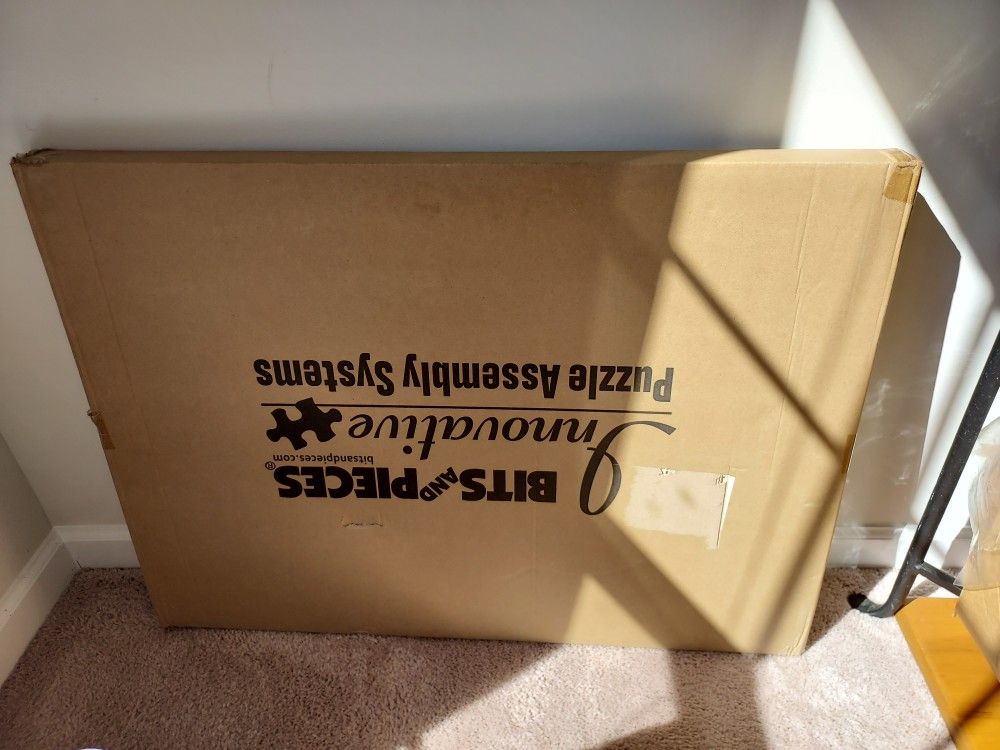 BITS AND PIECES®
bitsandpieces.com
Innovative
Puzzle Assembly Systems